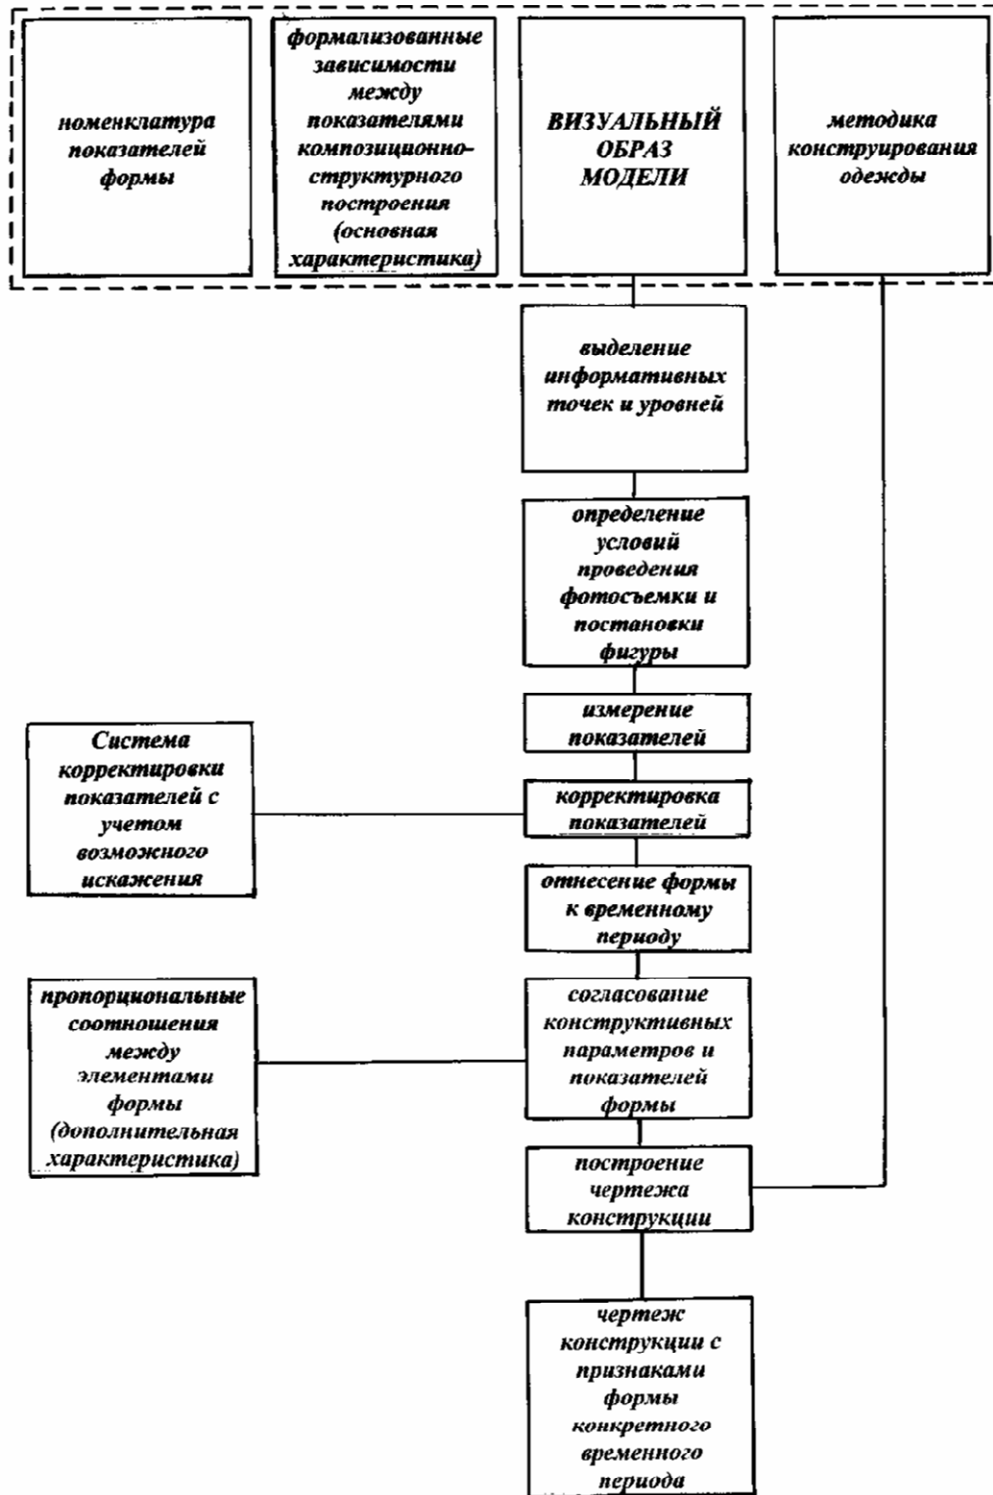 номенклатура
показателей
формы
формализованные
зависимости
между
показателями
композиционно-
структурного
построения
(основная
характеристика)
ВИЗУАЛЬНЫЙ
ОБРАЗ
МОДЕЛИ
методика
конструирования
одежды
выделение
информативных
точек и уровней
определение
условий
проведения
фотосъемки и
постановки
фигуры
измерение
показателей
Система
корректировки
показателей с
учетом
возможного
искажения
корректировка
показателей
отнесение формы
к временному
периоду
пропорциональные
соотношения
между
элементами
формы
(дополнительная
характеристика)
согласование
конструктивных
параметров и
показателей
формы
построение
чертежа
конструкции
чертеж
конструкции с
признаками
формы
конкретного
временного
периода